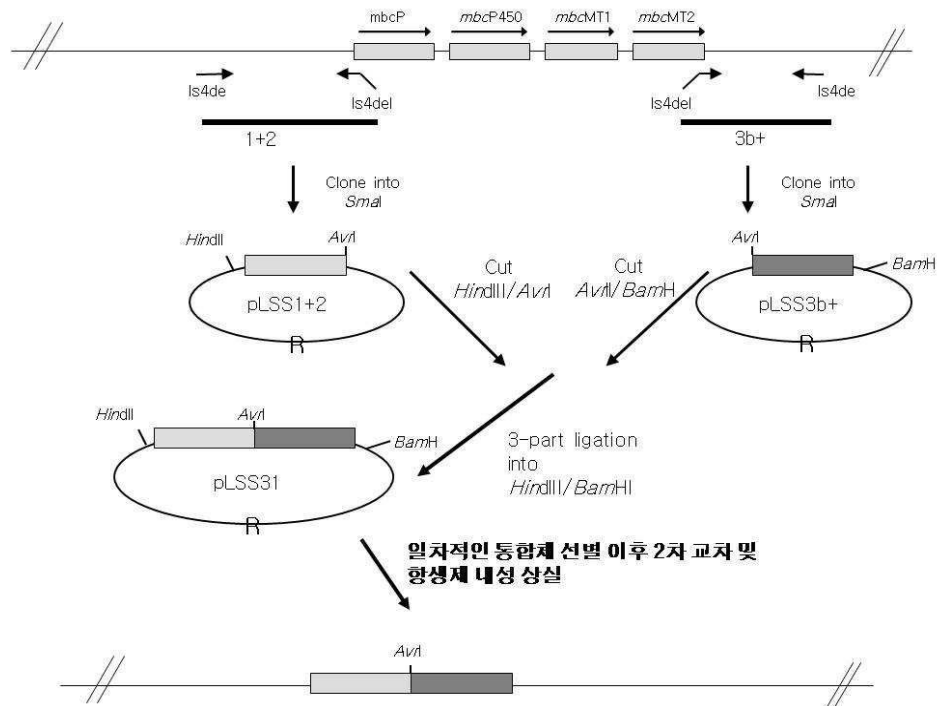 mbcP mbcP450 mbcMT1 mbcMT2
ls4de ls4del ls4del ls4de
1+2 3b+
Clone into
SmaI
Clone into
SmaI
HindII AvrI
pLSS1+2
R
Cut
HindIII/AvrI
Cut
AvrII/BamH
AvrI BamH
pLSS3b+
R
HindII AvrI BamH
pLSS31
R
3-part ligation
into
HindIII/BamHI
일차적인 통합체 선별 이후 2차 교차 및
항생제 내성 상실
AvrI